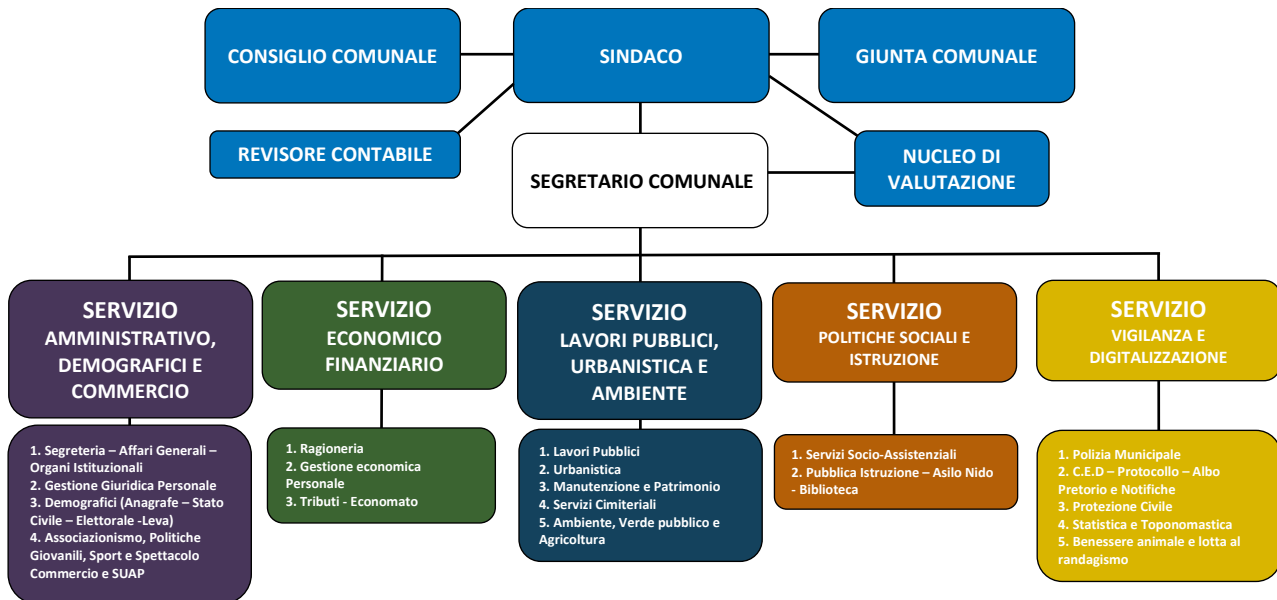 CONSIGLIO COMUNALE
SINDACO
GIUNTA COMUNALE
REVISORE CONTABILE
SEGRETARIO COMUNALE
NUCLEO DI
VALUTAZIONE
SERVIZIO
AMMINISTRATIVO,
DEMOGRAFICI E
COMMERCIO
SERVIZIO
ECONOMICO
FINANZIARIO
SERVIZIO
LAVORI PUBBLICI,
URBANISTICA E
AMBIENTE
SERVIZIO
POLITICHE SOCIALI E
ISTRUZIONE
SERVIZIO
VIGILANZA E
DIGITALIZZAZIONE
1. Segreteria – Affari Generali –
Organi Istituzionali
2. Gestione Giuridica Personale
3. Demografici (Anagrafe – Stato
Civile – Elettorale -Leva)
4. Associazionismo, Politiche
Giovanili, Sport e Spettacolo
Commercio e SUAP
1. Ragioneria
2. Gestione economica
Personale
3. Tributi - Economato
1. Lavori Pubblici
2. Urbanistica
3. Manutenzione e Patrimonio
4. Servizi Cimiteriali
5. Ambiente, Verde pubblico e
Agricoltura
1. Servizi Socio-Assistenziali
2. Pubblica Istruzione – Asilo Nido
- Biblioteca
1. Polizia Municipale
2. C.E.D – Protocollo – Albo
Pretorio e Notifiche
3. Protezione Civile
4. Statistica e Toponomastica
5. Benessere animale e lotta al
randagismo